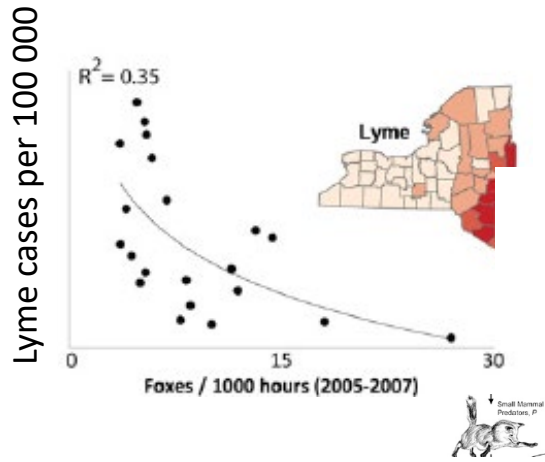 Lyme cases per 100 000
R²= 0.35
Lyme
0
15
30
Foxes / 1000 hours (2005-2007)
Small Mammal
Predators, P